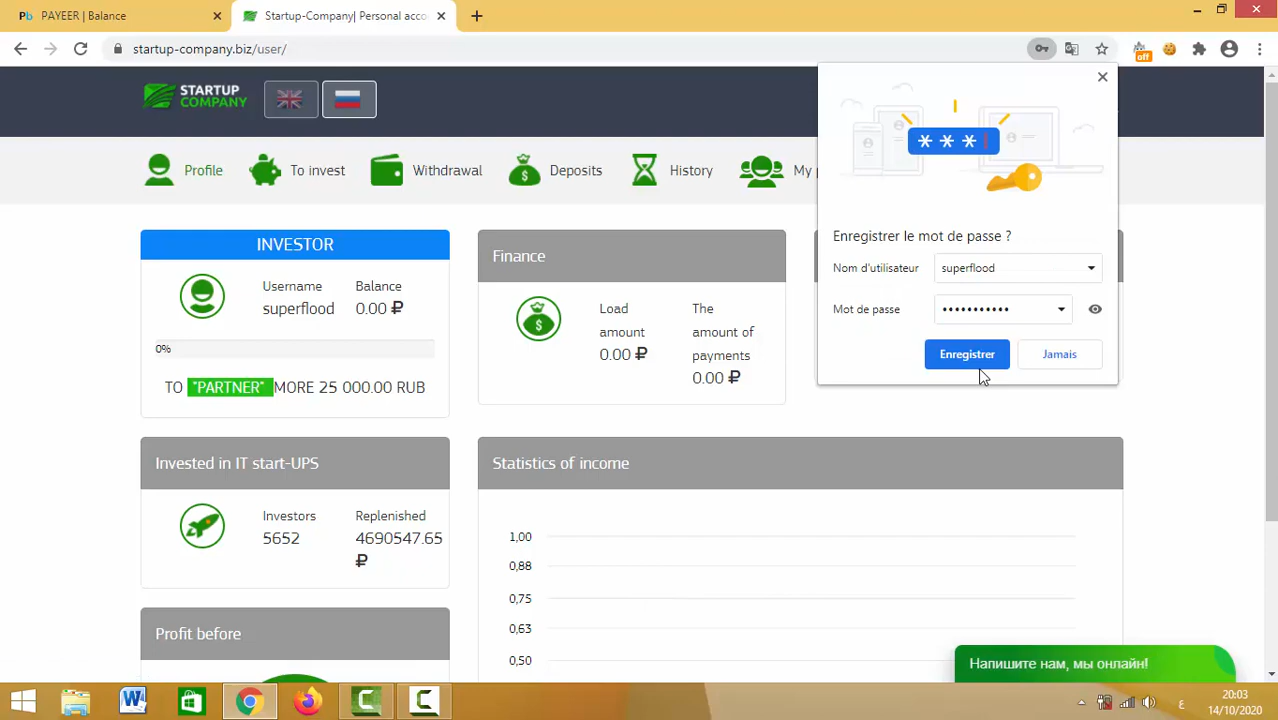 PAYEER | Balance
Startup-Company| Personal acco
startup-company.biz/user/
off
STARTUP
COMPANY
Profile
To invest
Withdrawal
Deposits
History
My p
* * *
Enregistrer le mot de passe ?
Nom d'utilisateur
superflood
Mot de passe
•••••••••••
Enregistrer
Jamais
INVESTOR
Username
superflood
Balance
0.00 ₽
0%
TO "PARTNER" MORE 25 000.00 RUB
Finance
Load
amount
0.00 ₽
The
amount of
payments
0.00 ₽
Invested in IT start-UPS
Investors
5652
Replenished
4690547.65
₽
Statistics of income
1,00
0,88
0,75
0,63
0,50
Profit before
Напишите нам, мы онлайн!
ع
20:03
14/10/2020